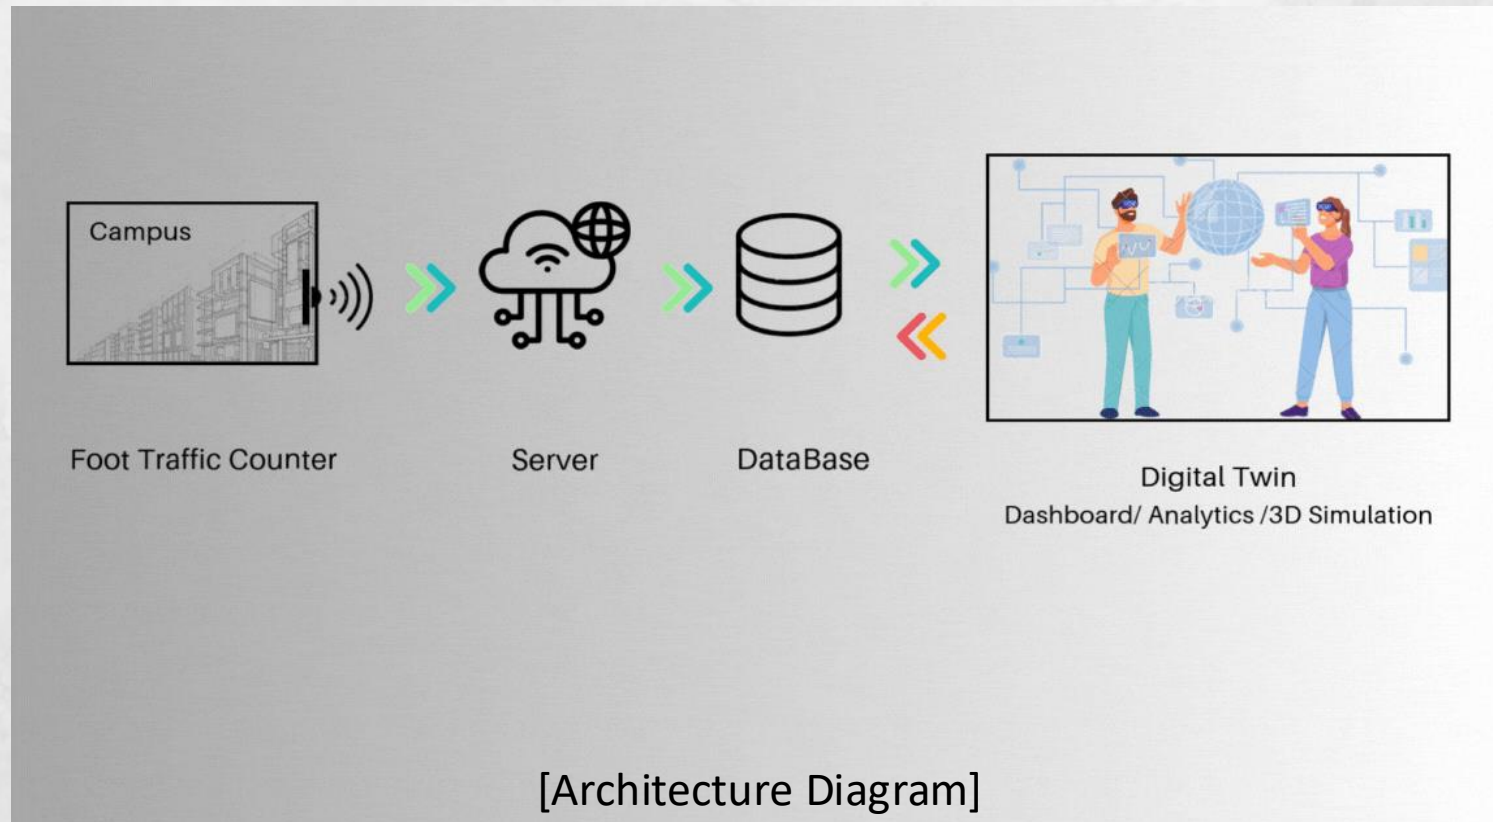 Campus
Foot Traffic Counter
Server
DataBase
Digital Twin
Dashboard/ Analytics /3D Simulation
[Architecture Diagram]